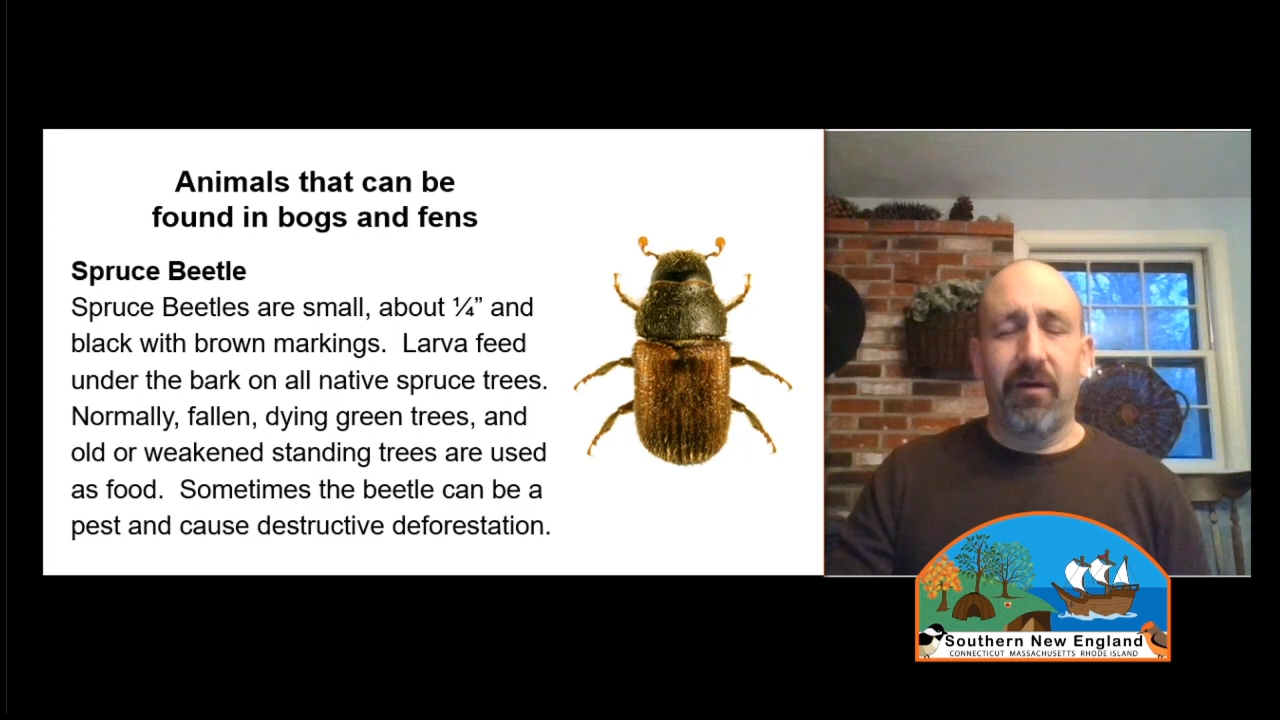 Animals that can be
found in bogs and fens
Spruce Beetle
Spruce Beetles are small, about ¼” and
black with brown markings.  Larva feed
under the bark on all native spruce trees.
Normally, fallen, dying green trees, and
old or weakened standing trees are used
as food.  Sometimes the beetle can be a
pest and cause destructive deforestation.
Southern New England
CONNECTICUT MASSACHUSETTS RHODE ISLAND